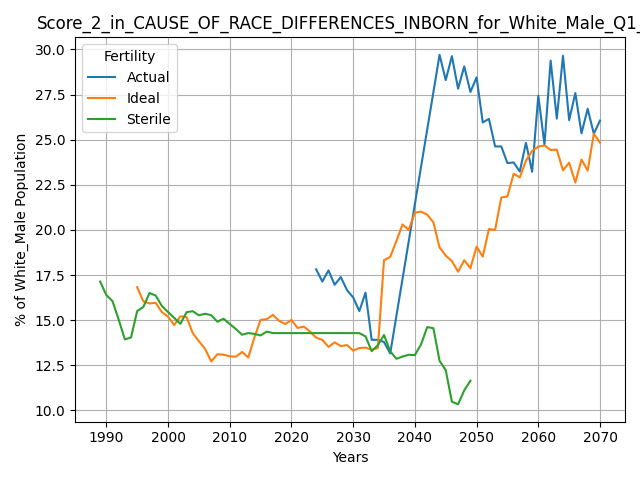 Score_2_in_CAUSE_OF_RACE_DIFFERENCES_INBORN_for_White_Male_Q1_
Fertility
Actual
Ideal
Sterile
% of White_Male Population
30.0
27.5
25.0
22.5
20.0
17.5
15.0
12.5
10.0
1990 2000 2010 2020 2030 2040 2050 2060 2070
Years